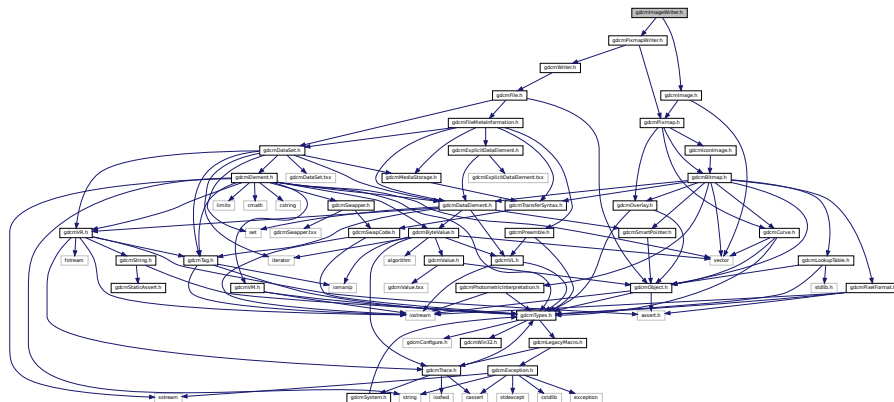 gdcmImageWriter.h
gdcmPixmapWriter.h
gdcmWriter.h
gdcmFile.h
gdcmImage.h
gdcmFileMetaInformation.h
gdcmPixmap.h
gdcmDataSet.h
gdcmExplicitDataElement.h
gdcmIconImage.h
gdcmElement.h
gdcmDataSet.txx
gdcmMediaStorage.h
gdcmExplicitDataElement.txx
gdcmBitmap.h
limits
cmath
cstring
gdcmSwapper.h
gdcmDataElement.h
gdcmTransferSyntax.h
gdcmOverlay.h
gdcmVR.h
set
gdcmSwapper.txx
gdcmSwapCode.h
gdcmByteValue.h
gdcmPreamble.h
gdcmSmartPointer.h
gdcmCurve.h
fstream
gdcmString.h
gdcmTag.h
iterator
algorithm
gdcmValue.h
gdcmVL.h
vector
gdcmLookupTable.h
gdcmStaticAssert.h
gdcmVM.h
iomanip
gdcmValue.txx
gdcmPhotometricInterpretation.h
gdcmObject.h
stdlib.h
gdcmPixelFormat.h
iostream
gdcmTypes.h
assert.h
gdcmConfigure.h
gdcmWin32.h
gdcmLegacyMacro.h
gdcmTrace.h
gdcmException.h
sstream
gdcmSystem.h
string
iosfwd
cassert
stdexcept
cstdlib
exception